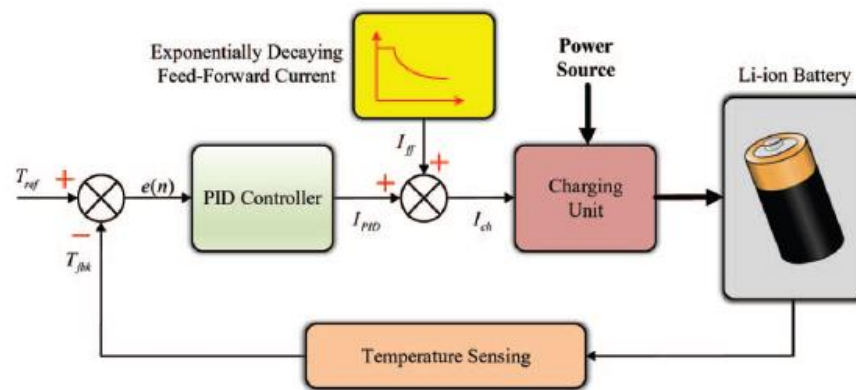 Exponentially Decaying
Feed-Forward Current
Power
Source
Li-ion Battery
I_ff
+
T_ref
+
e(n)
PID Controller
+
I_PID
I_ch
Charging
Unit
−
T_fbk
Temperature Sensing